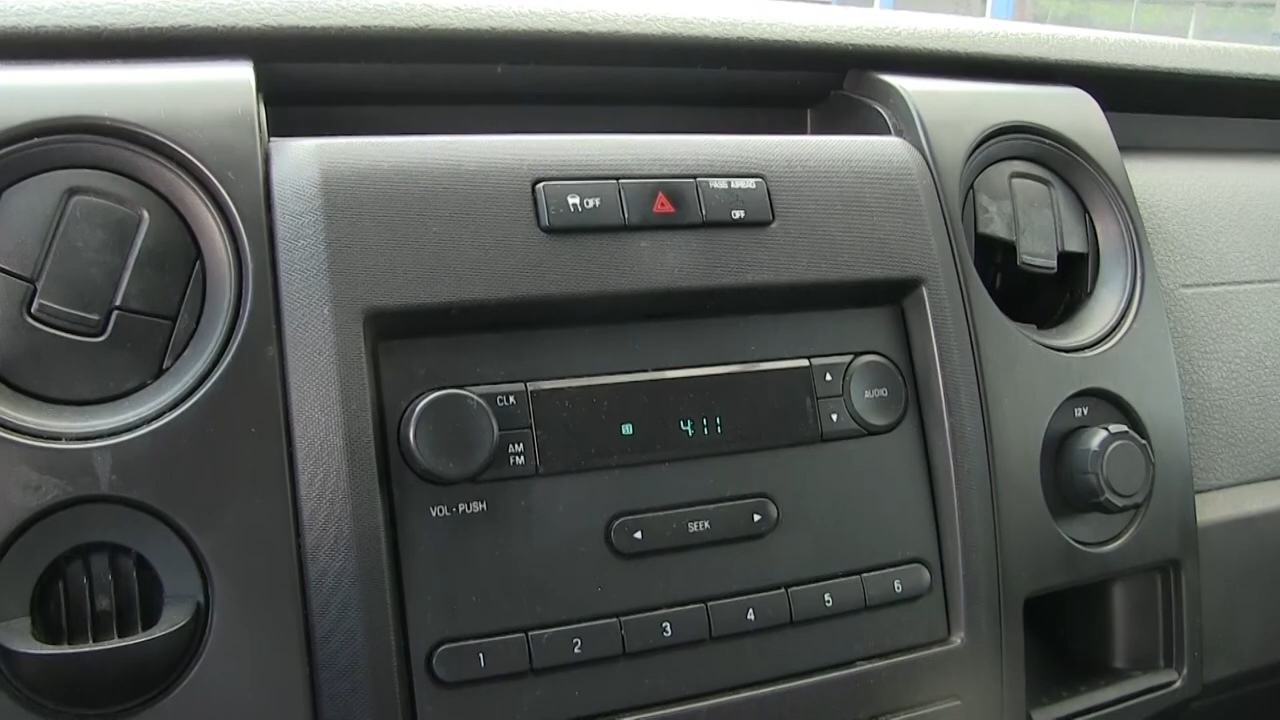 OFF
PASS AIRBAG
OFF
CLK
AM
FM
4:11
AUDIO
VOL - PUSH
SEEK
12V
1
2
3
4
5
6